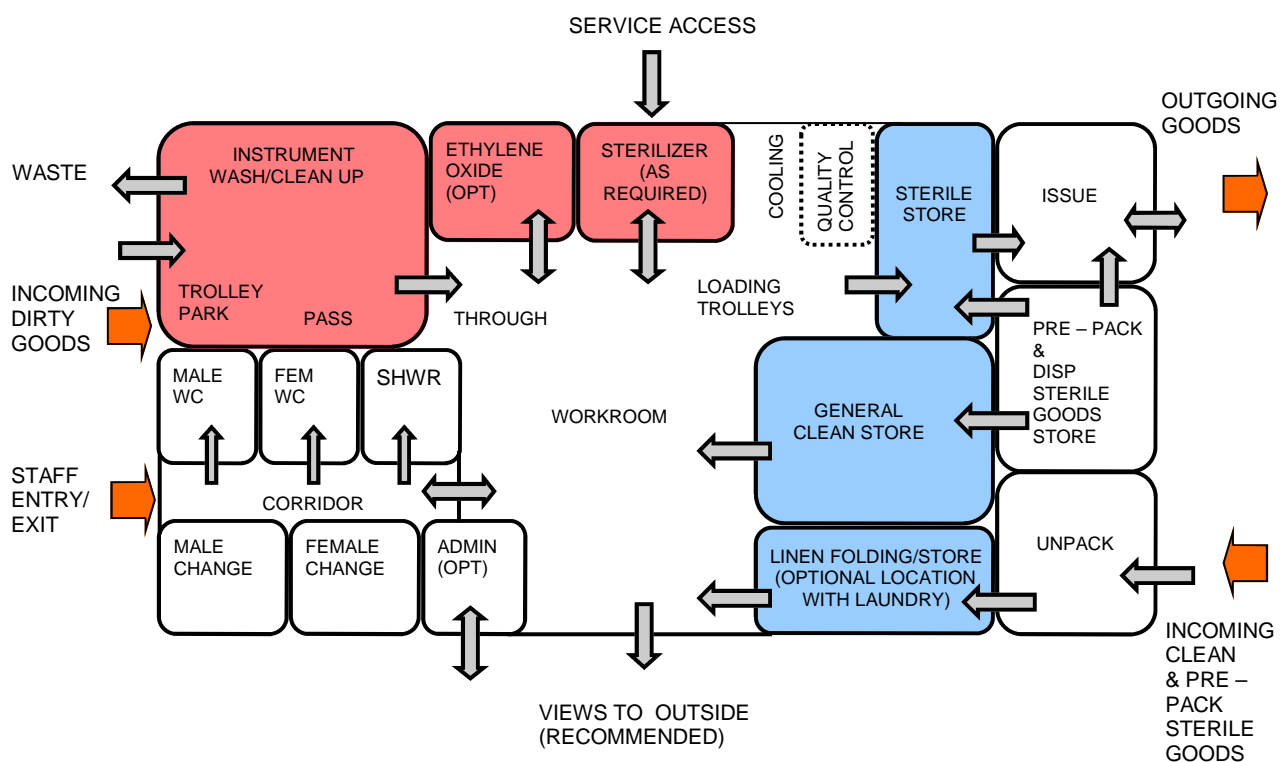 SERVICE ACCESS
OUTGOING
GOODS
WASTE
INSTRUMENT
WASH/CLEAN UP
ETHYLENE
OXIDE
(OPT)
STERILIZER
(AS
REQUIRED)
COOLING
QUALITY
CONTROL
STERILE
STORE
ISSUE
INCOMING
DIRTY
GOODS
TROLLEY
PARK
PASS
THROUGH
LOADING
TROLLEYS
PRE – PACK
&
DISP
STERILE
GOODS
STORE
MALE
WC
FEM
WC
SHWR
WORKROOM
GENERAL
CLEAN STORE
STAFF
ENTRY/
EXIT
CORRIDOR
MALE
CHANGE
FEMALE
CHANGE
ADMIN
(OPT)
LINEN FOLDING/STORE
(OPTIONAL LOCATION
WITH LAUNDRY)
UNPACK
INCOMING
CLEAN
& PRE –
PACK
STERILE
GOODS
VIEWS TO OUTSIDE
(RECOMMENDED)